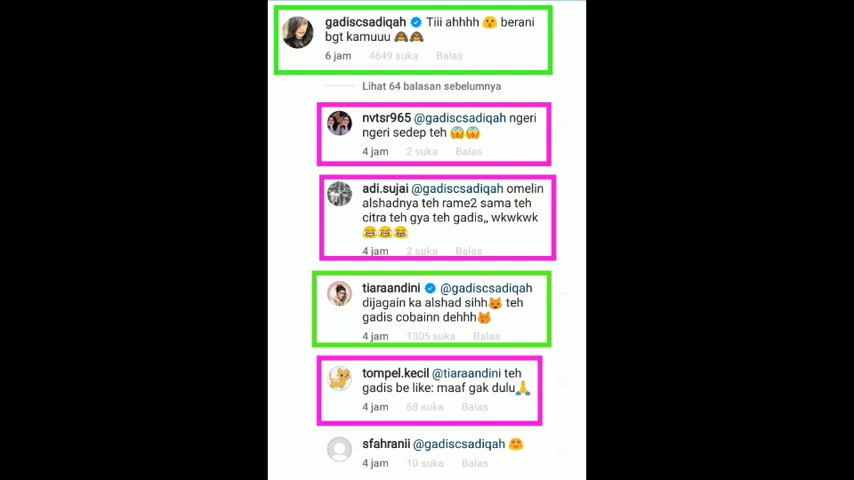 gadiscsadiqah Tiii ahhhh 😯 berani
bgt kamuuu 🙈🙈
6 jam 4649 suka Balas
Lihat 64 balasan sebelumnya
nvtsr965 @gadiscsadiqah ngeri
ngeri sedep teh 😱😱
4 jam 2 suka Balas
adi.sujai @gadiscsadiqah omelin
alshadnya teh rame2 sama teh
citra teh gya teh gadis,, wkwkwk
😂😂😂
4 jam 2 suka Balas
tiaraandini @gadiscsadiqah
dijagain ka alshad sihh😺 teh
gadis cobainn dehhh😼
4 jam 1305 suka Balas
tompel.kecil @tiaraandini teh
gadis be like: maaf gak dulu🙏
4 jam 68 suka Balas
sfahranii @gadiscsadiqah 😍
4 jam 10 suka Balas